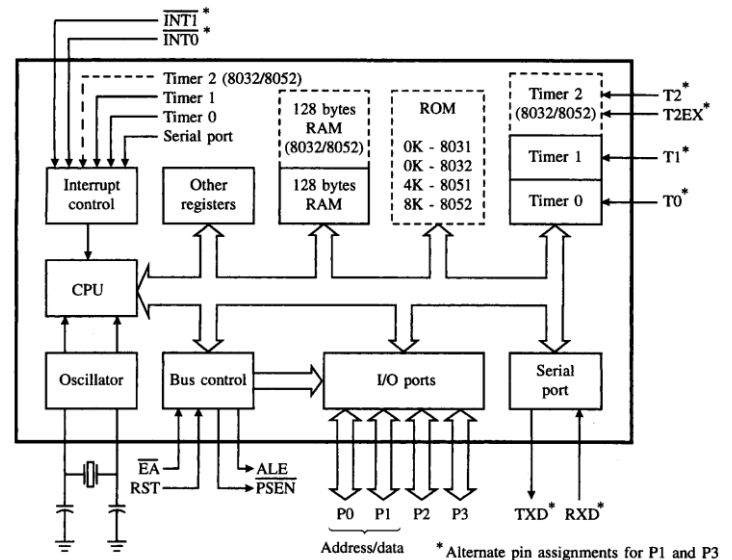 INT1*
INT0*
Timer 2 (8032/8052)
Timer 1
Timer 0
Serial port
Interrupt
control
Other
registers
128 bytes
RAM
(8032/8052)
128 bytes
RAM
ROM
0K - 8031
0K - 8032
4K - 8051
8K - 8052
Timer 2
(8032/8052)
Timer 1
Timer 0
T2*
T2EX*
T1*
T0*
CPU
Oscillator
Bus control
I/O ports
Serial
port
EA
RST
ALE
PSEN
P0
P1
P2
P3
Address/data
TXD*
RXD*
*Alternate pin assignments for P1 and P3